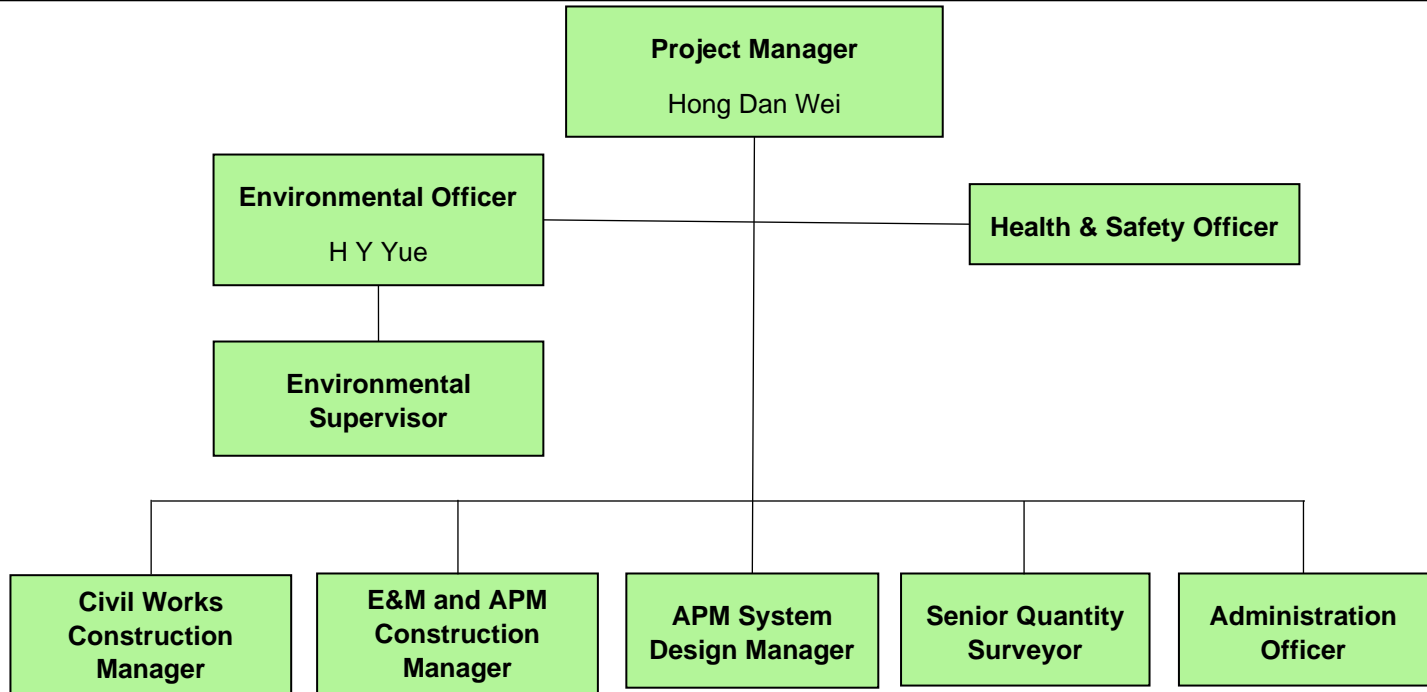 Project Manager
Hong Dan Wei
Environmental Officer
H Y Yue
Health & Safety Officer
Environmental
Supervisor
Civil Works
Construction
Manager
E&M and APM
Construction
Manager
APM System
Design Manager
Senior Quantity
Surveyor
Administration
Officer